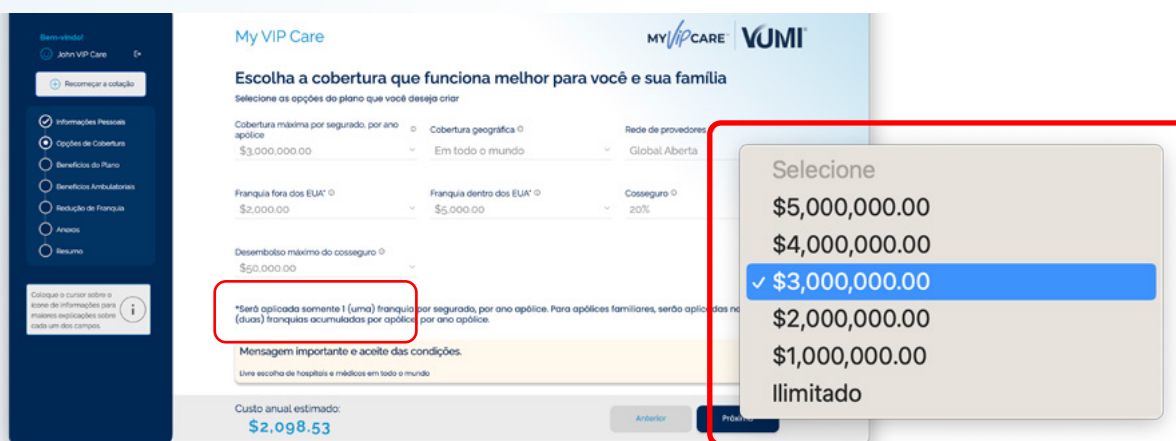 Bem-vindo!
John VIP Care
Recomeçar a cotação
Informações Pessoais
Opções de Cobertura
Benefícios do Plano
Benefícios Ambulatoriais
Redução de Franquia
Anexos
Resumo
Coloque o cursor sobre o
ícone de informações para
maiores explicações sobre
cada um dos campos.
i
My VIP Care
MY VIP CARE VUMI
Escolha a cobertura que funciona melhor para você e sua família
Selecione as opções do plano que você deseja criar
Cobertura máxima por segurado, por ano
apólice
$3,000,000.00
Cobertura geográfica
Em todo o mundo
Rede de provedores
Global Aberta
Franquia fora dos EUA*
$2,000.00
Franquia dentro dos EUA*
$5,000.00
Cosseguro
20%
Desembolso máximo do cosseguro
$50,000.00
*Será aplicada somente 1 (uma) franquia por segurado, por ano apólice. Para apólices familiares, serão aplicadas no
(duas) franquias acumuladas por apólice, por ano apólice.
Mensagem importante e aceite das condições.
Livre escolha de hospitais e médicos em todo o mundo
Custo anual estimado:
$2,098.53
Anterior
Próximo
Selecione
$5,000,000.00
$4,000,000.00
✓ $3,000,000.00
$2,000,000.00
$1,000,000.00
Ilimitado